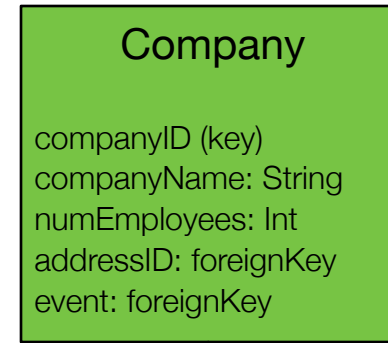 Company
companyID (key)
companyName: String
numEmployees: Int
addressID: foreignKey
event: foreignKey